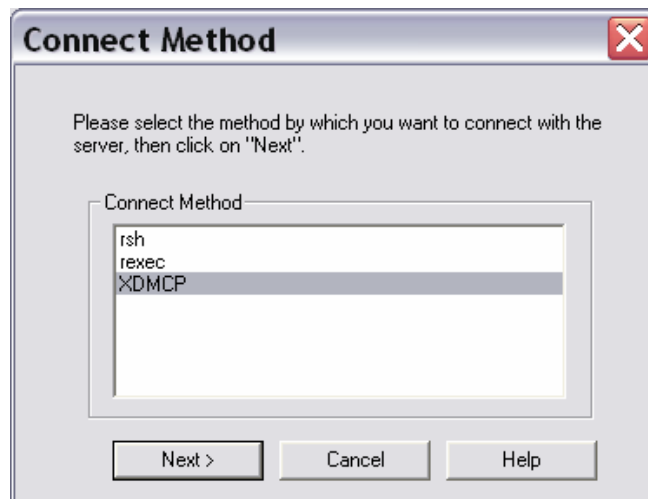 Connect Method
Please select the method by which you want to connect with the
server, then click on "Next".
Connect Method
rsh
rexec
XDMCP
Next >
Cancel
Help